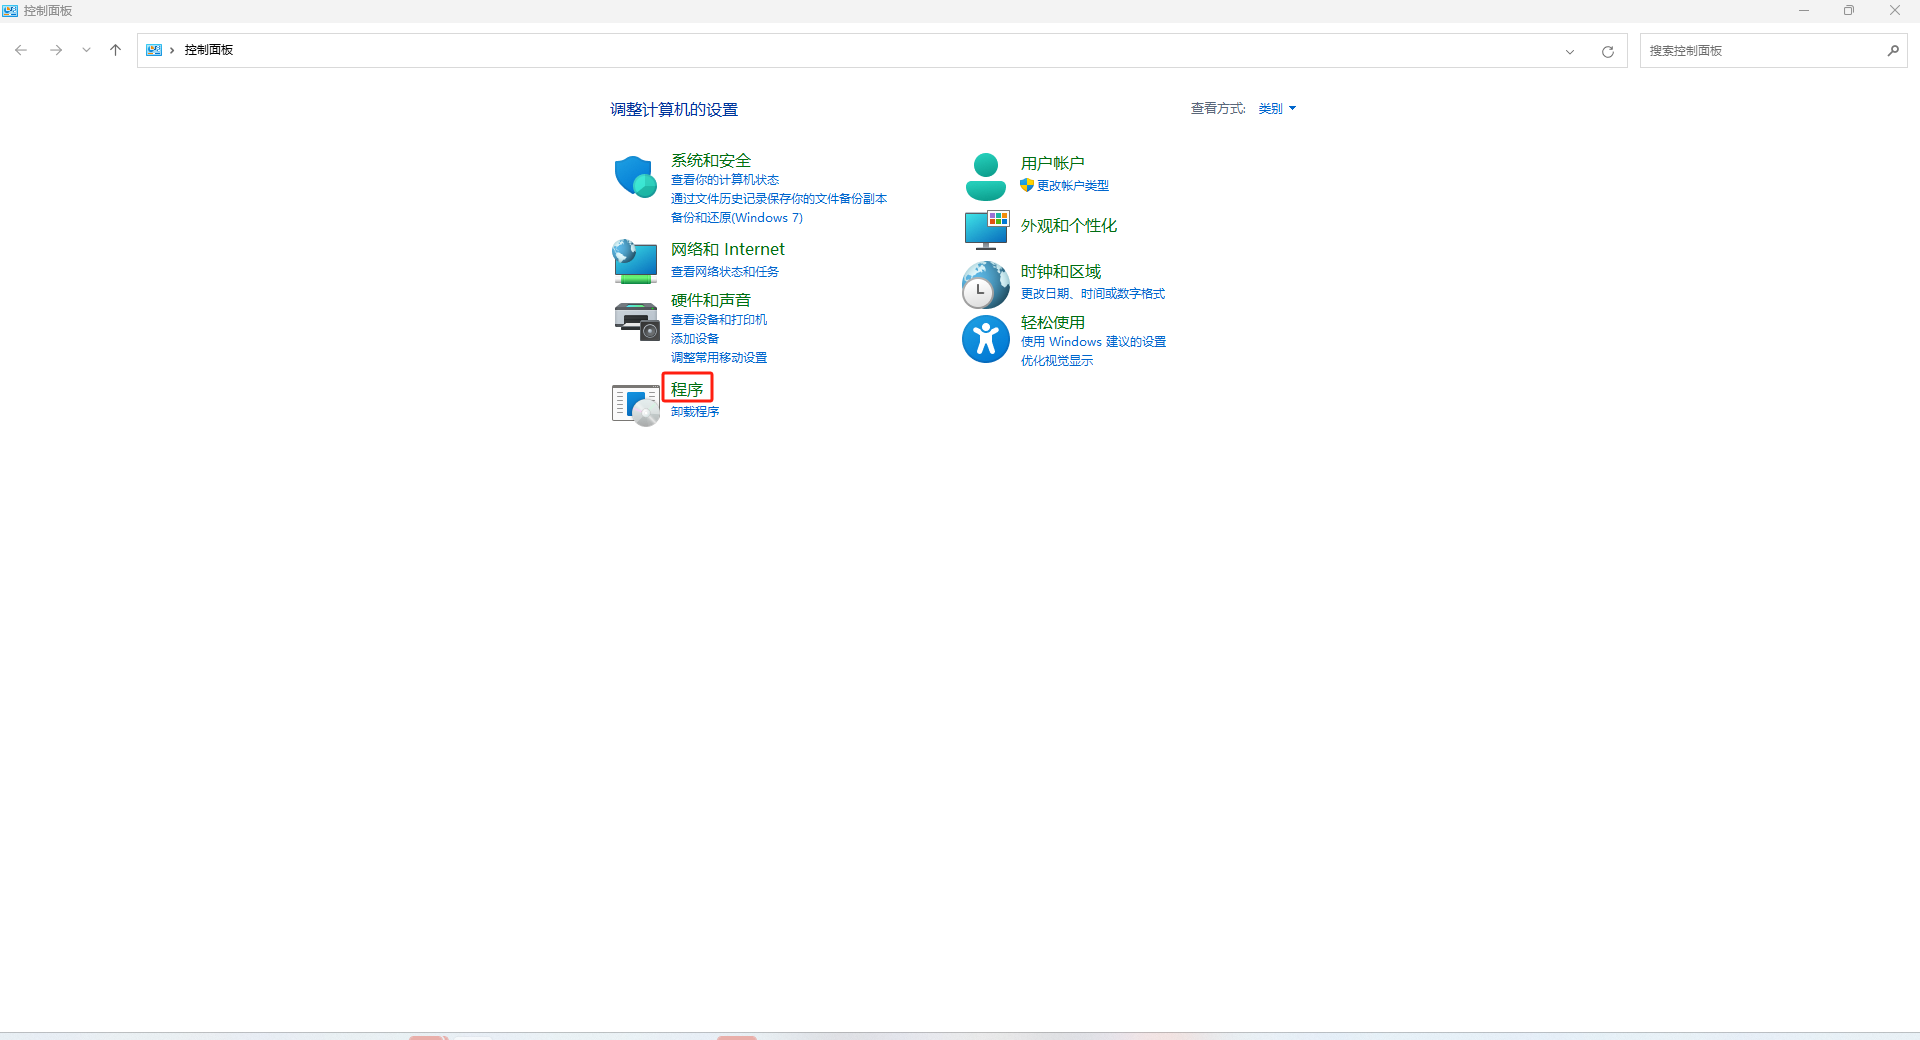 控制面板
控制面板
搜索控制面板
调整计算机的设置
查看方式: 类别
系统和安全
查看你的计算机状态
通过文件历史记录保存你的文件备份副本
备份和还原(Windows 7)
网络和 Internet
查看网络状态和任务
硬件和声音
查看设备和打印机
添加设备
调整常用移动设置
程序
卸载程序
用户帐户
更改帐户类型
外观和个性化
时钟和区域
更改日期、时间或数字格式
轻松使用
使用 Windows 建议的设置
优化视觉显示